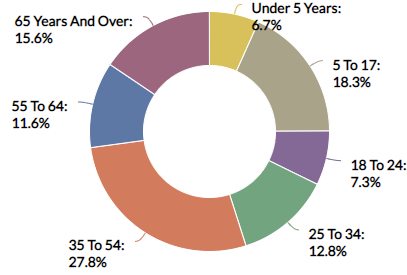 Under 5 Years:
6.7%
5 To 17:
18.3%
18 To 24:
7.3%
25 To 34:
12.8%
35 To 54:
27.8%
55 To 64:
11.6%
65 Years And Over:
15.6%